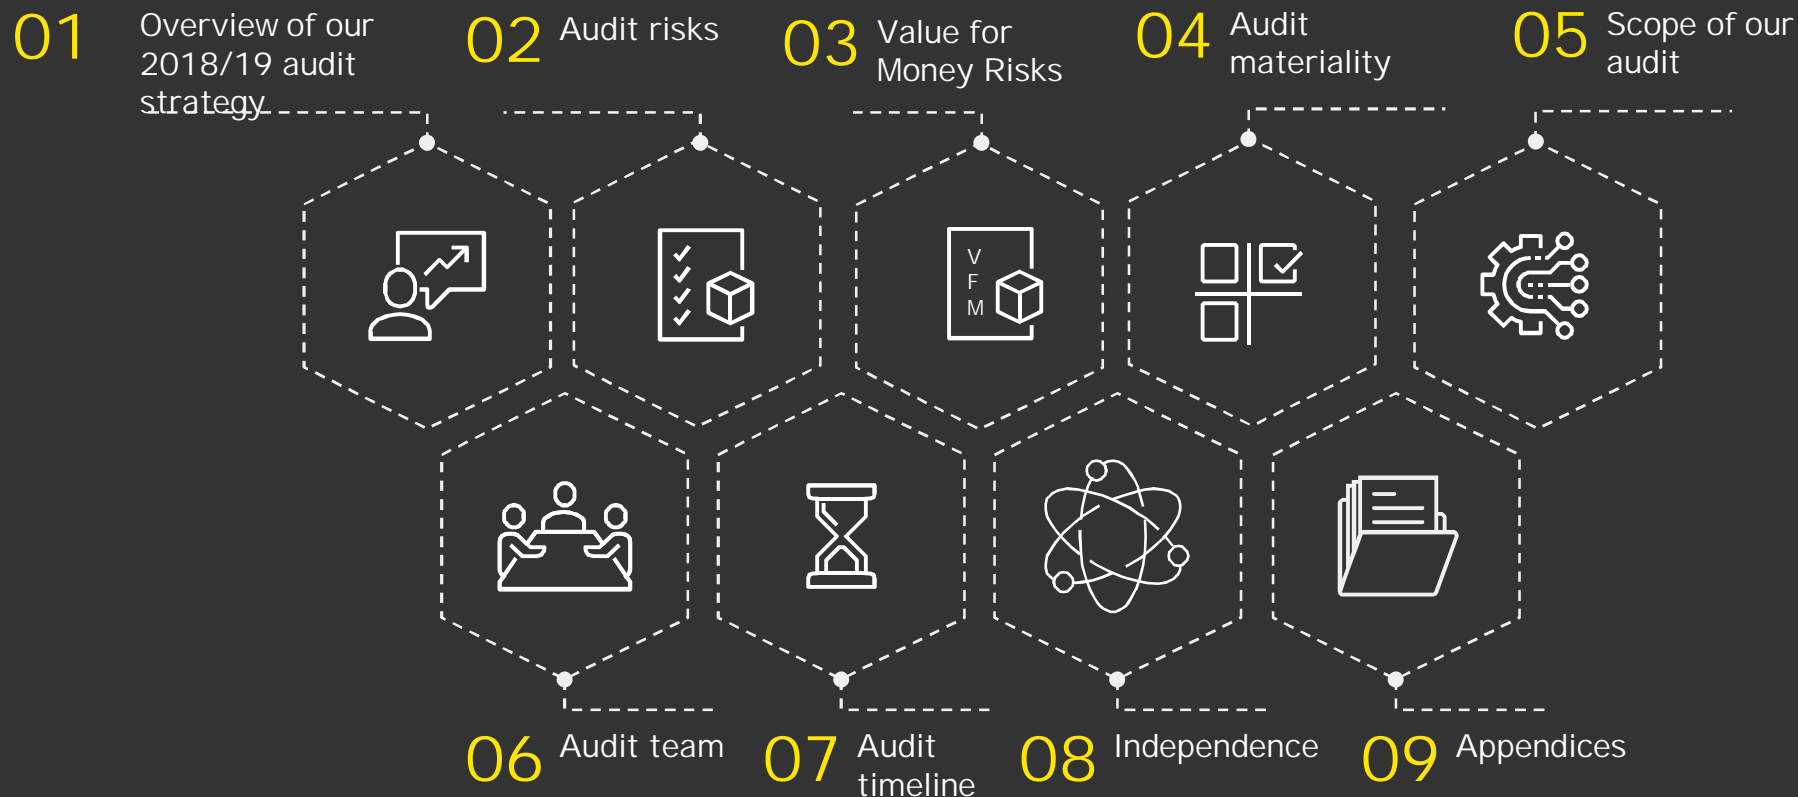 01 Overview of our
2018/19 audit
strategy
02 Audit risks
03 Value for
Money Risks
04 Audit
materiality
05 Scope of our
audit
V
F
M
06 Audit team
07 Audit
timeline
08 Independence
09 Appendices